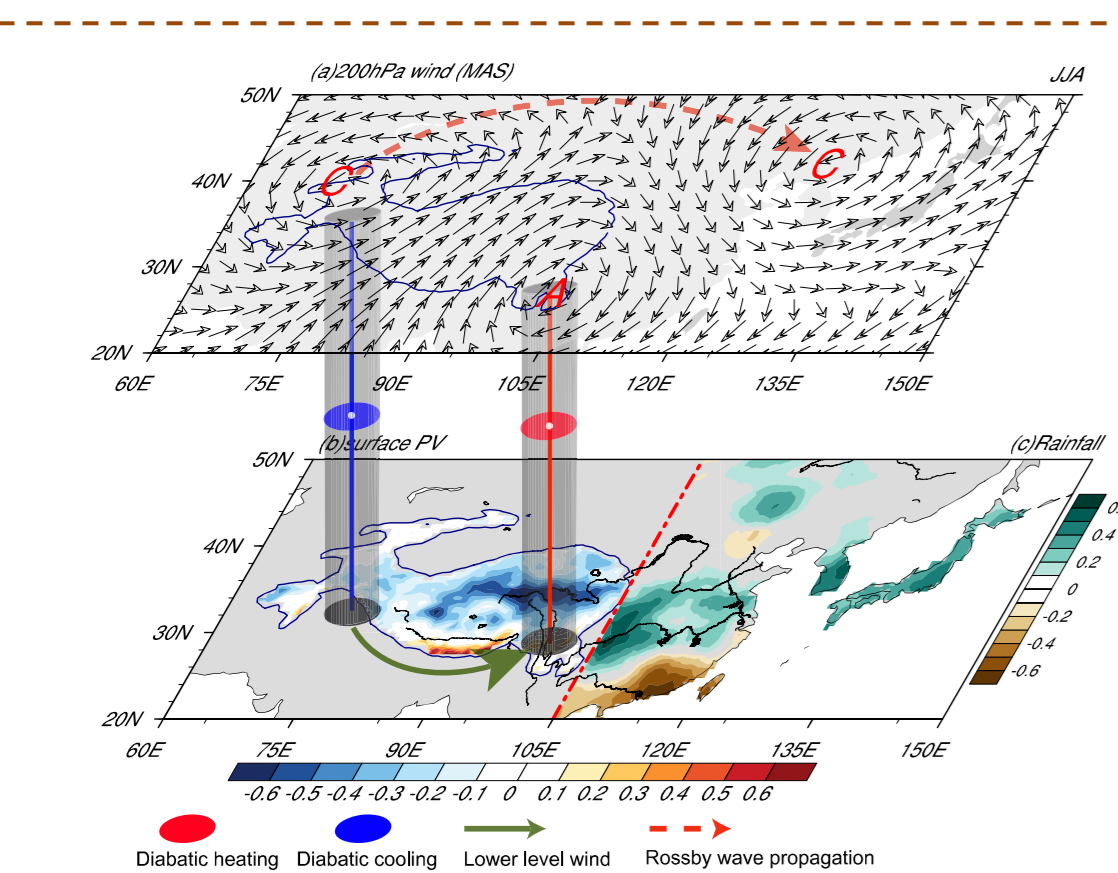 (a)200hPa wind (MAS) JJA
50N
C
C
40N
30N
A
20N
60E 75E 90E 105E 120E 135E 150E
(b)surface PV (c)Rainfall
50N
0.4
40N
0.2
0
-0.2
30N
-0.4
-0.6
20N
60E 75E 90E 105E 120E 135E 150E
-0.6 -0.5 -0.4 -0.3 -0.2 -0.1 0 0.1 0.2 0.3 0.4 0.5 0.6
Diabatic heating Diabatic cooling Lower level wind Rossby wave propagation